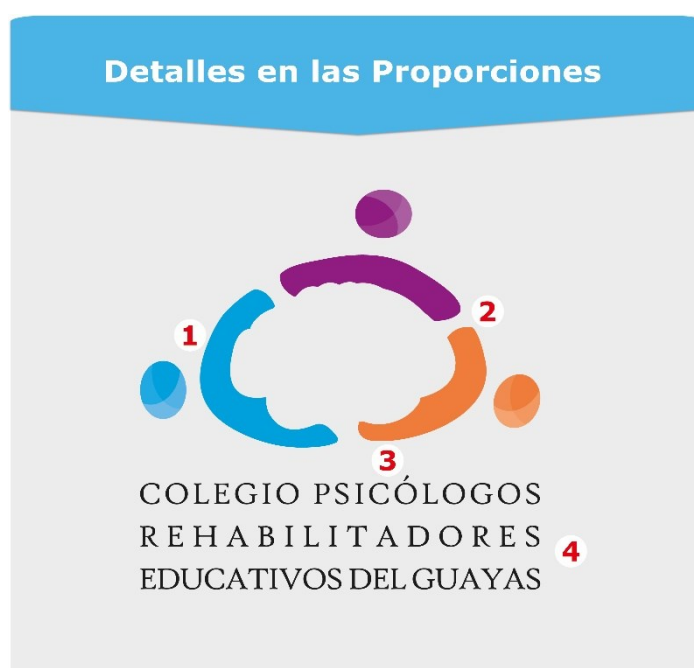 Detalles en las Proporciones
1
2
3
COLEGIO PSICÓLOGOS
REHABILITADORES
4
EDUCATIVOS DEL GUAYAS